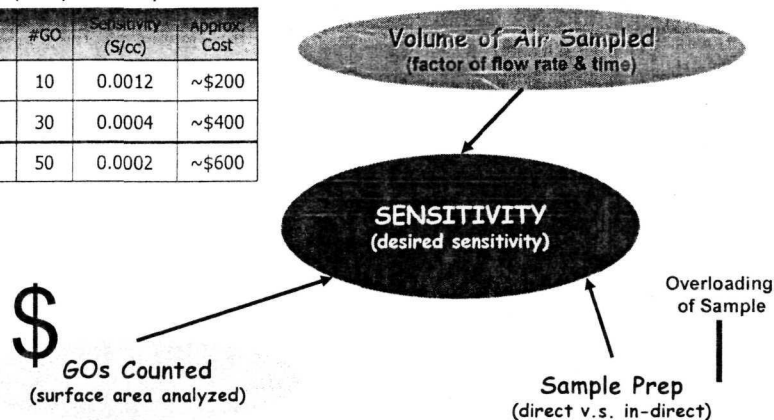 #GO Sensitivity (S/cc) Approx. Cost
10 0.0012 ~$200
30 0.0004 ~$400
50 0.0002 ~$600
Volume of Air Sampled
(factor of flow rate & time)
SENSITIVITY
(desired sensitivity)
Overloading
of Sample
$
GOs Counted
(surface area analyzed)
Sample Prep
(direct v.s. in-direct)